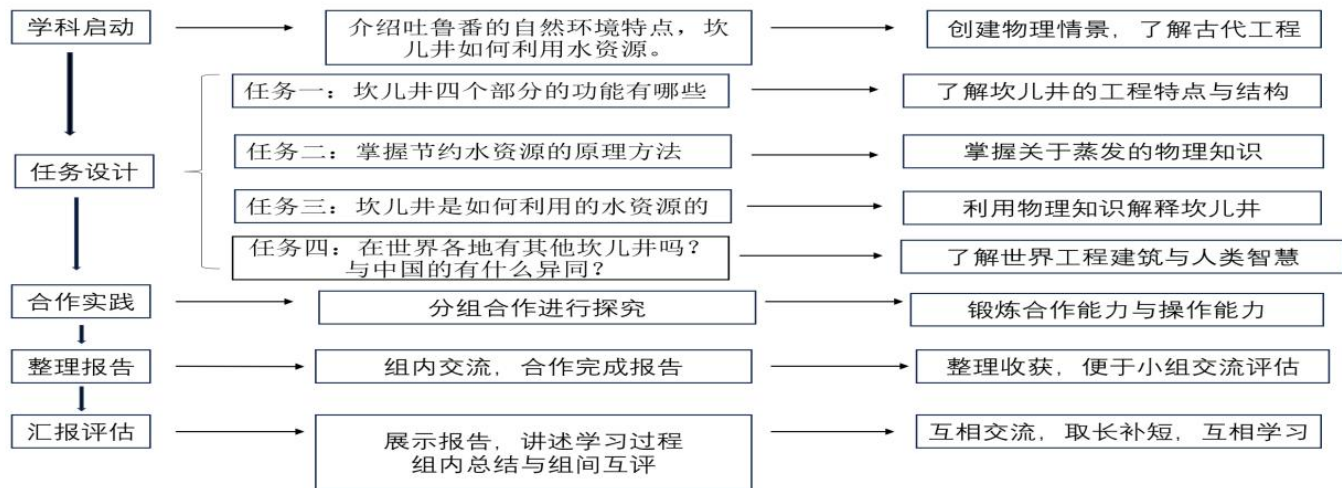 学科启动
介绍吐鲁番的自然环境特点，坎
儿井如何利用水资源。
创建物理情景，了解古代工程
任务设计
任务一：坎儿井四个部分的功能有哪些
了解坎儿井的工程特点与结构
任务二：掌握节约水资源的原理方法
掌握关于蒸发的物理知识
任务三：坎儿井是如何利用的水资源的
利用物理知识解释坎儿井
任务四：在世界各地有其他坎儿井吗？
与中国的有什么异同？
了解世界工程建筑与人类智慧
合作实践
分组合作进行探究
锻炼合作能力与操作能力
整理报告
组内交流，合作完成报告
整理收获，便于小组交流评估
汇报评估
展示报告，讲述学习过程
组内总结与组间互评
互相交流，取长补短，互相学习